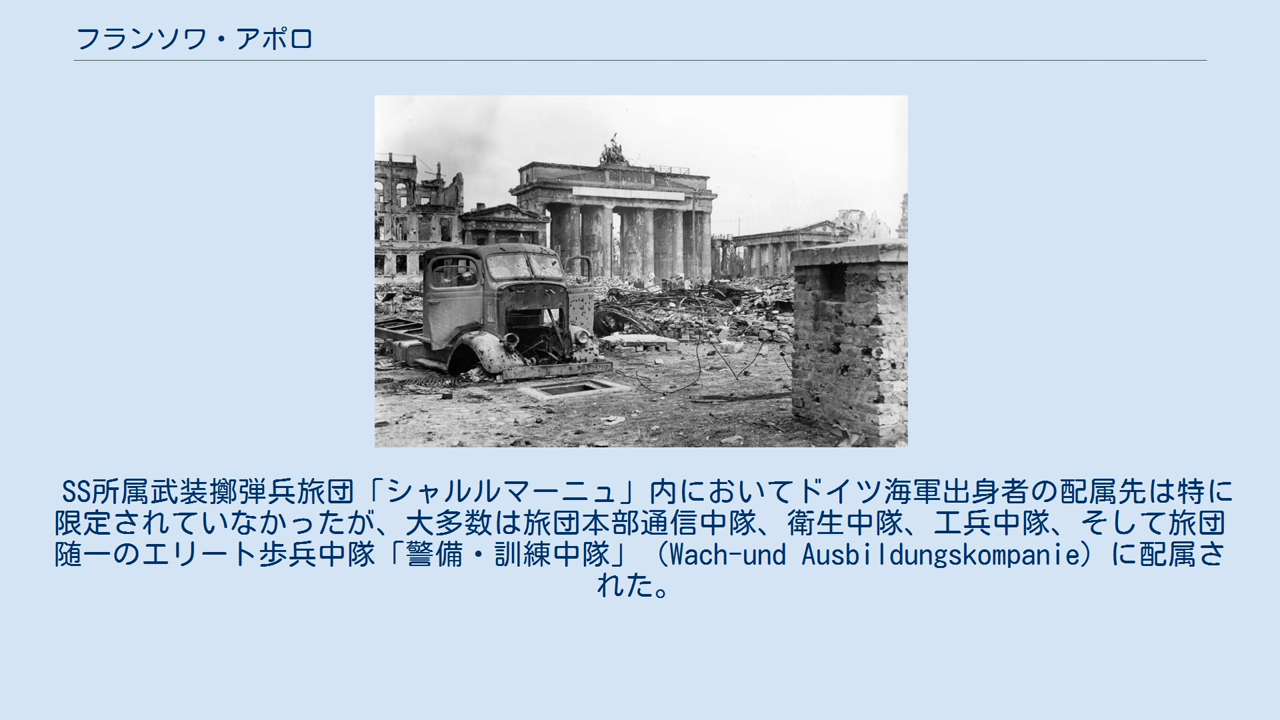 フランソワ・アポロ
SS所属武装擲弾兵旅団「シャルルマーニュ」内においてドイツ海軍出身者の配属先は特に
限定されていなかったが、大多数は旅団本部通信中隊、衛生中隊、工兵中隊、そして旅団
随一のエリート歩兵中隊「警備・訓練中隊」（Wach-und Ausbildungskompanie）に配属さ
れた。